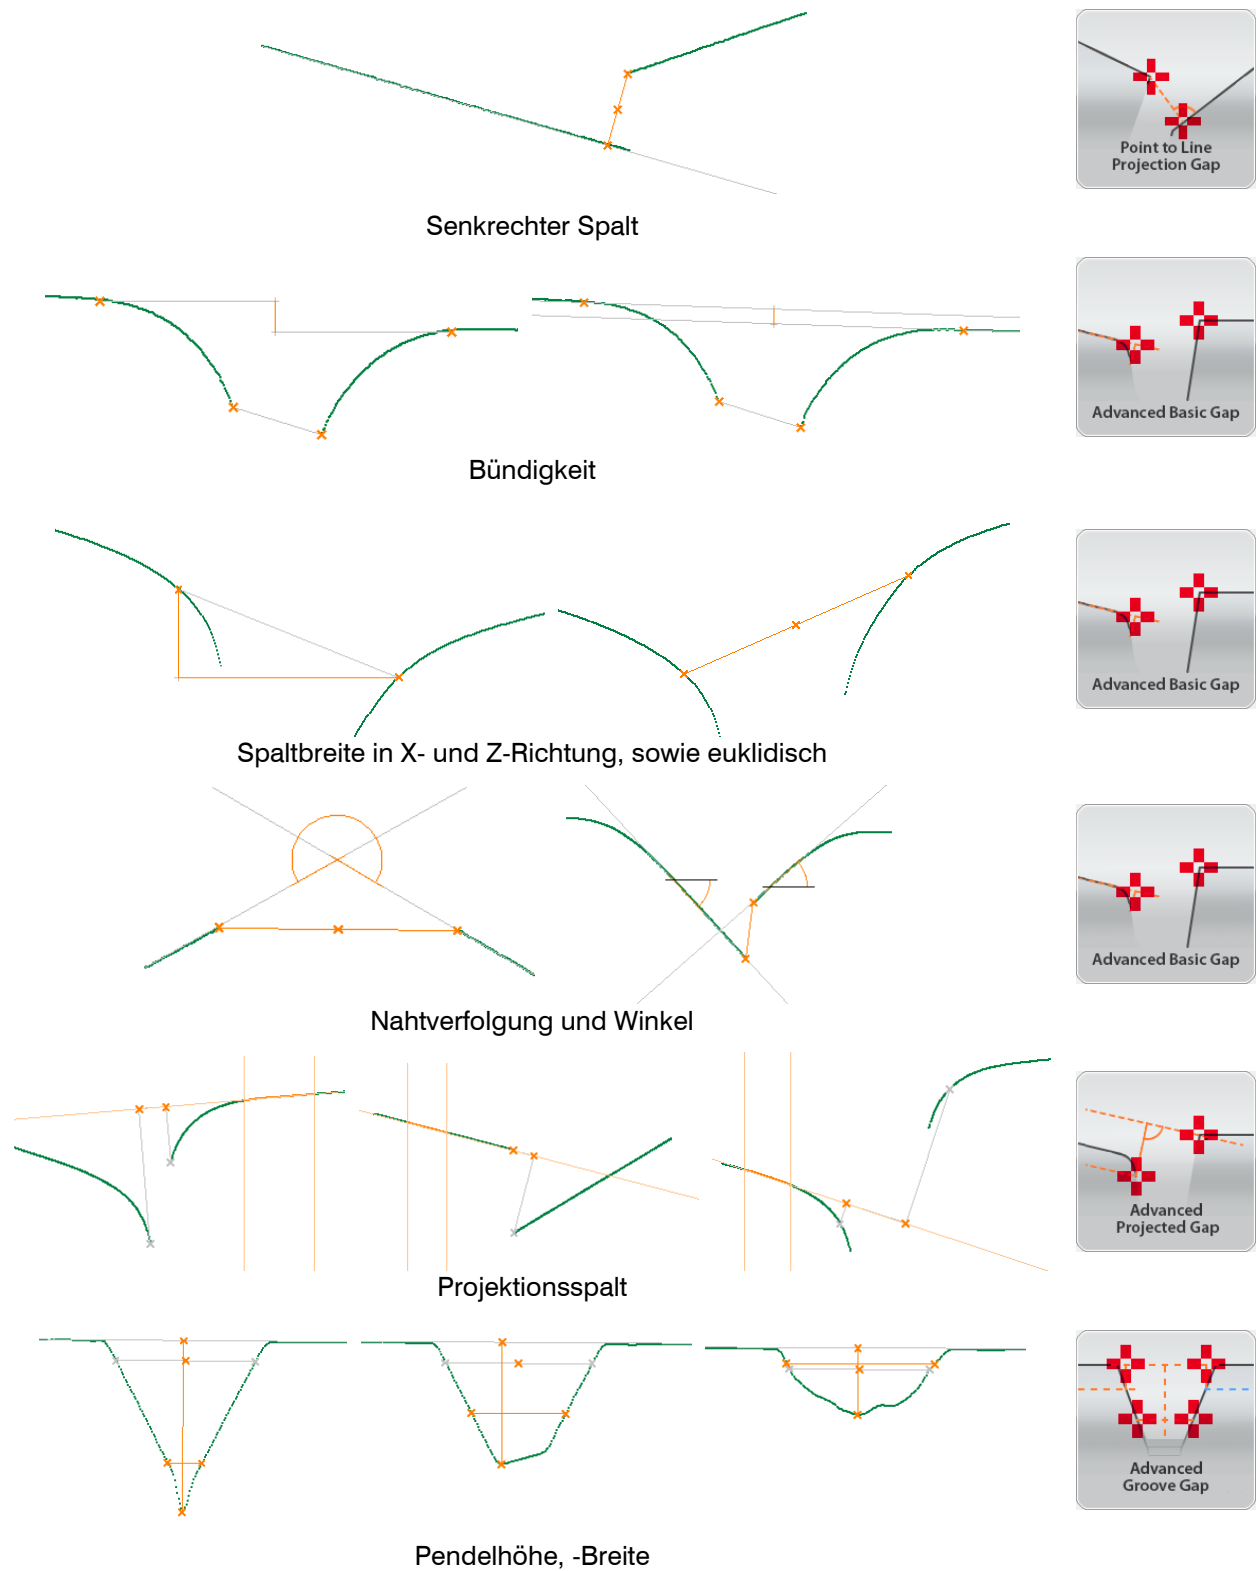 Point to Line
Projection Gap
Senkrechter Spalt
Advanced Basic Gap
Bündigkeit
Advanced Basic Gap
Spaltbreite in X- und Z-Richtung, sowie euklidisch
Advanced Basic Gap
Nahtverfolgung und Winkel
Advanced
Projected Gap
Projektionsspalt
Advanced
Groove Gap
Pendelhöhe, -Breite